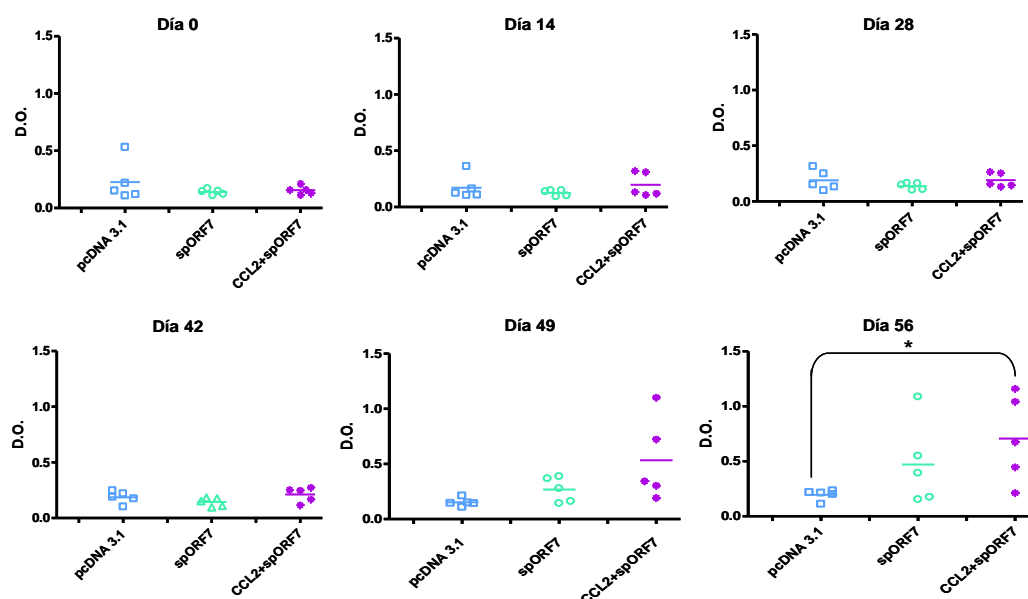 Día 0
1.5
1.0
0.5
0.0
D.O.
pcDNA 3.1
spORF7
CCL2+spORF7
Día 14
1.5
1.0
0.5
0.0
D.O.
pcDNA 3.1
spORF7
CCL2+spORF7
Día 28
1.5
1.0
0.5
0.0
D.O.
pcDNA 3.1
spORF7
CCL2+spORF7
Día 42
1.5
1.0
0.5
0.0
D.O.
pcDNA 3.1
spORF7
CCL2+spORF7
Día 49
1.5
1.0
0.5
0.0
D.O.
pcDNA 3.1
spORF7
CCL2+spORF7
Día 56
*
1.5
1.0
0.5
0.0
D.O.
pcDNA 3.1
spORF7
CCL2+spORF7